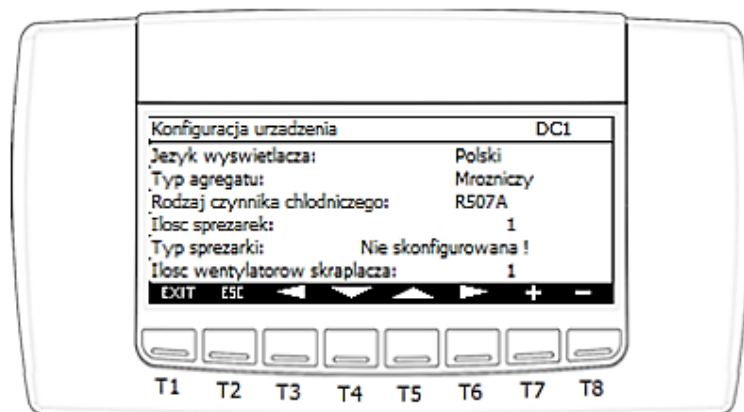 Konfiguracja urzadzenia DC1
Jezyk wyswietlacza: Polski
Typ agregatu: Mrozniczy
Rodzaj czynnika chlodniczego: R507A
Ilosc sprezarek: 1
Typ sprezarki: Nie skonfigurowana !
Ilosc wentylatorow skraplacza: 1
EXIT ESC + -
T1 T2 T3 T4 T5 T6 T7 T8